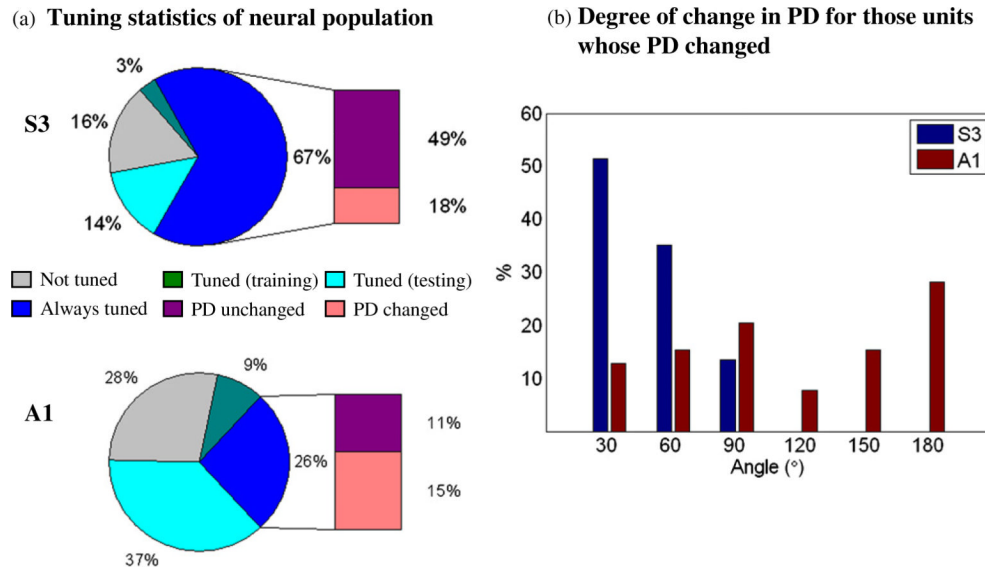 (a) Tuning statistics of neural population
3%
S3
16%
67%
14%
49%
18%
Not tuned
Tuned (training)
Tuned (testing)
Always tuned
PD unchanged
PD changed
A1
28%
9%
26%
37%
11%
15%
(b) Degree of change in PD for those units
whose PD changed
60
50
40
30
20
10
%
S3
A1
30 60 90 120 150 180
Angle (°)